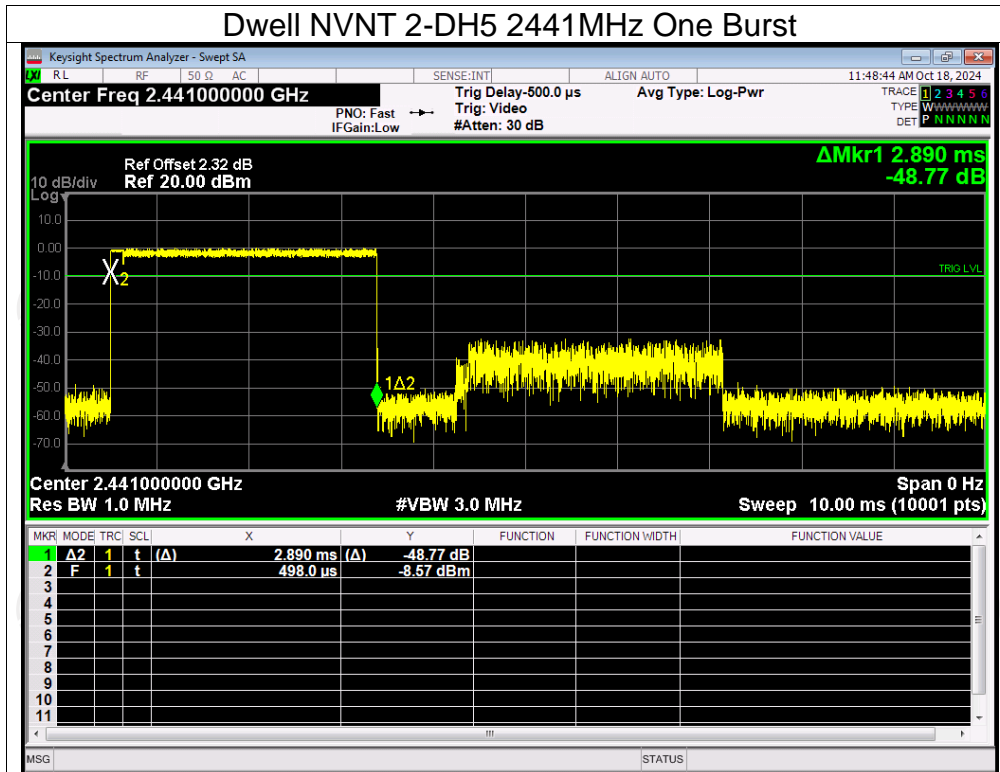 Dwell NVNT 2-DH5 2441MHz One Burst
Keysight Spectrum Analyzer - Swept SA
LXI RL RF 50 Ω AC SENSE:INT ALIGN AUTO 11:48:44 AM Oct 18, 2024
Center Freq 2.441000000 GHz Trig Delay-500.0 µs Avg Type: Log-Pwr TRACE 1 2 3 4 5 6
PNO: Fast Trig: Video TYPE WWWWWW
IFGain:Low #Atten: 30 dB DET P N N N N N
ΔMkr1 2.890 ms
-48.77 dB
Ref Offset 2.32 dB
10 dB/div Ref 20.00 dBm
Log
10.0
0.00
-10.0
-20.0
-30.0
-40.0
-50.0
-60.0
-70.0
X2
TRIG LVL
1Δ2
Center 2.441000000 GHz Span 0 Hz
Res BW 1.0 MHz #VBW 3.0 MHz Sweep 10.00 ms (10001 pts)
MKR MODE TRC SCL X Y FUNCTION FUNCTION WIDTH FUNCTION VALUE
1 Δ2 1 t (Δ) 2.890 ms (Δ) -48.77 dB
2 F 1 t 498.0 µs -8.57 dBm
3
4
5
6
7
8
9
10
11
MSG STATUS